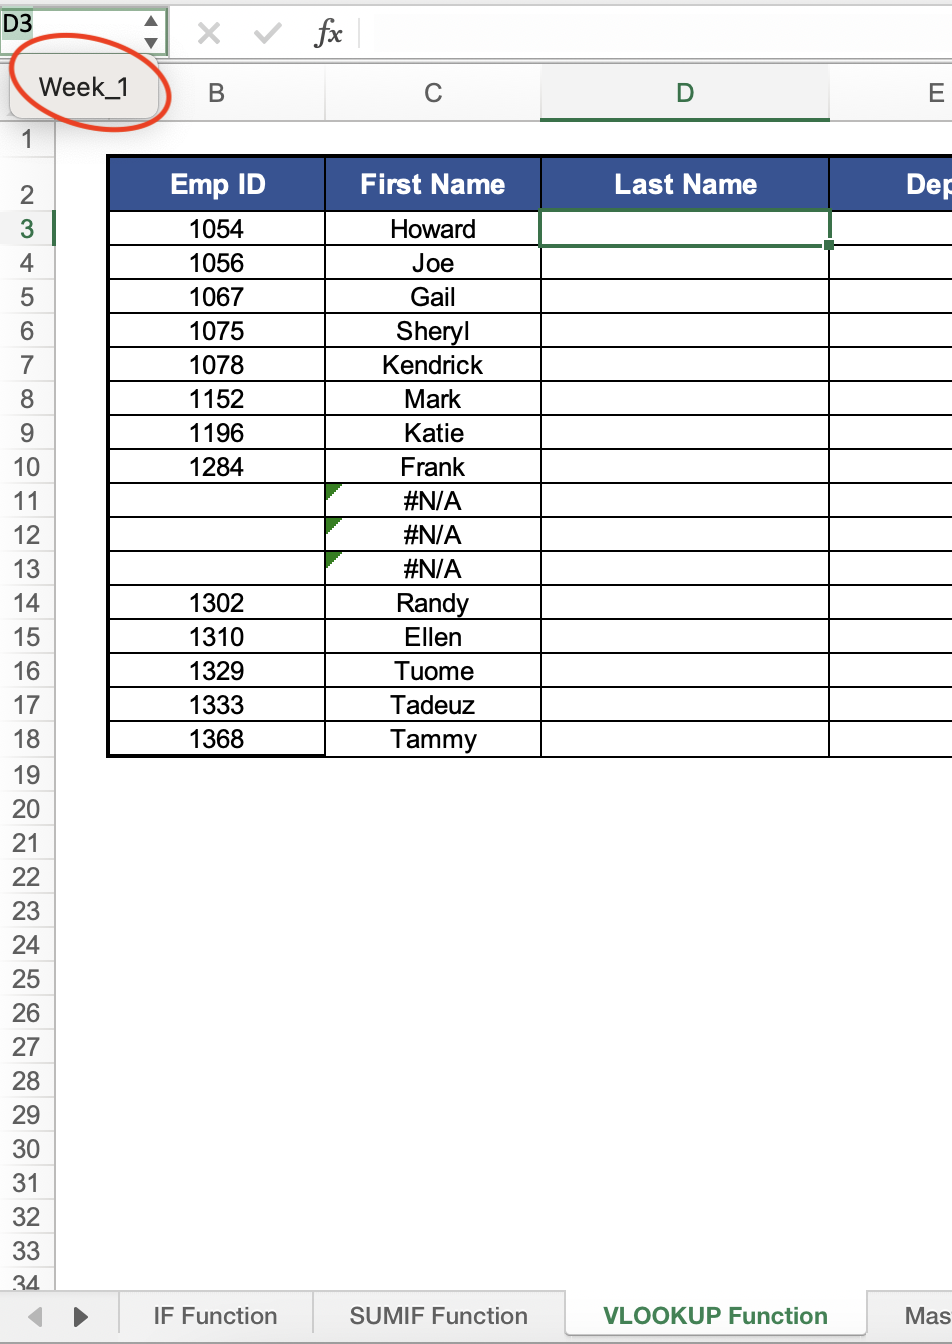 D3
fx
Week_1
B C D E
1
2 Emp ID First Name Last Name Dep
3 1054 Howard
4 1056 Joe
5 1067 Gail
6 1075 Sheryl
7 1078 Kendrick
8 1152 Mark
9 1196 Katie
10 1284 Frank
11 #N/A
12 #N/A
13 #N/A
14 1302 Randy
15 1310 Ellen
16 1329 Tuome
17 1333 Tadeuz
18 1368 Tammy
19
20
21
22
23
24
25
26
27
28
29
30
31
32
33
34
IF Function SUMIF Function VLOOKUP Function Mas